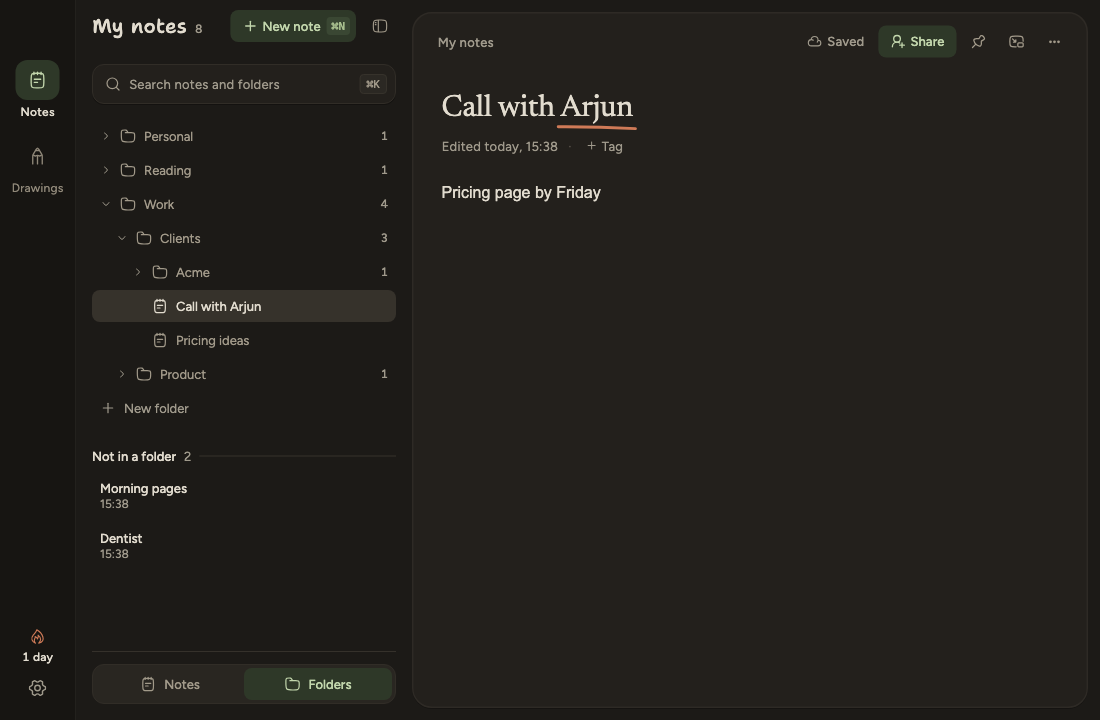 My notes 8
+ New note ⌘N
Notes
Drawings
Search notes and folders ⌘K
Personal 1
Reading 1
Work 4
Clients 3
Acme 1
Call with Arjun
Pricing ideas
Product 1
+ New folder
Not in a folder 2
Morning pages
15:38
Dentist
15:38
1 day
Notes
Folders
My notes
Saved
Share
Call with Arjun
Edited today, 15:38 · + Tag
Pricing page by Friday